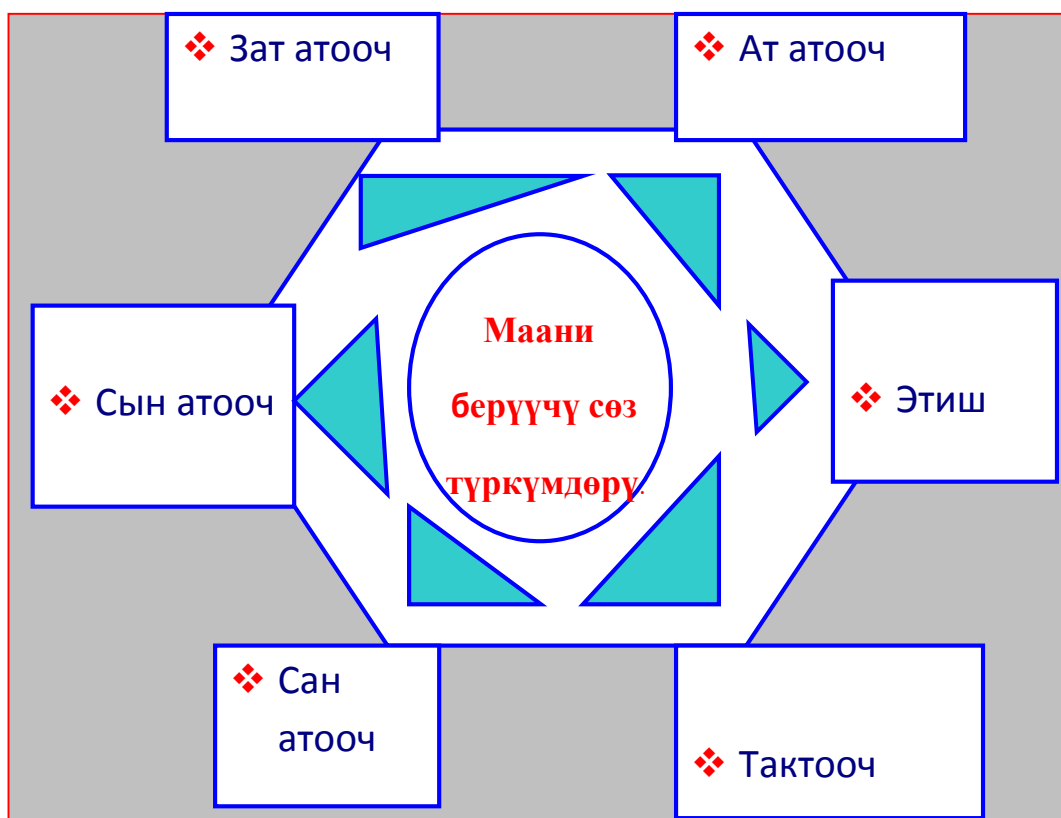 ❖ Зат атооч
❖ Ат атооч
Маани
берүүчү сөз
түркүмдөрү.
❖ Сын атооч
❖ Этиш
❖ Сан
атооч
❖ Тактооч